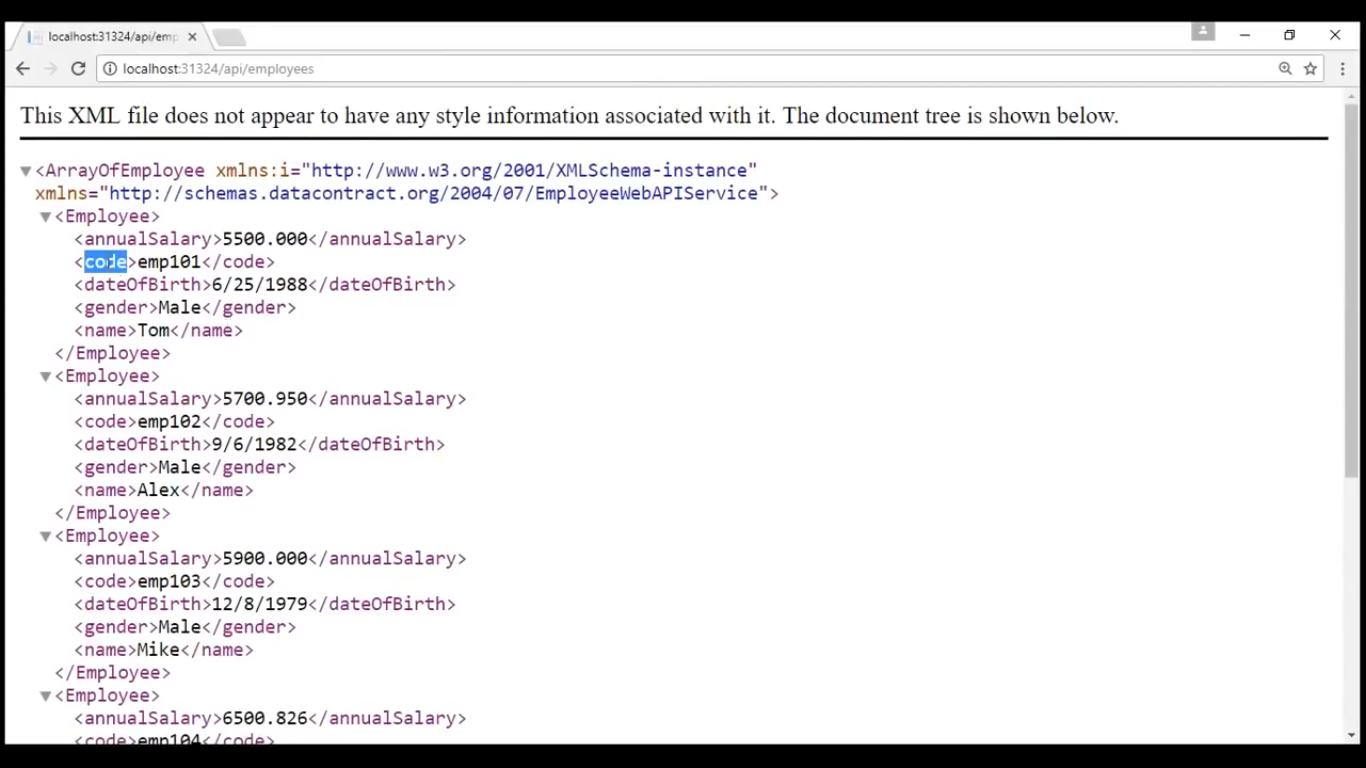 localhost:31324/api/emp
localhost:31324/api/employees
This XML file does not appear to have any style information associated with it. The document tree is shown below.
<ArrayOfEmployee xmlns:i="http://www.w3.org/2001/XMLSchema-instance"
xmlns="http://schemas.datacontract.org/2004/07/EmployeeWebAPIService">
<Employee>
<annualSalary>5500.000</annualSalary>
<code>emp101</code>
<dateOfBirth>6/25/1988</dateOfBirth>
<gender>Male</gender>
<name>Tom</name>
</Employee>
<Employee>
<annualSalary>5700.950</annualSalary>
<code>emp102</code>
<dateOfBirth>9/6/1982</dateOfBirth>
<gender>Male</gender>
<name>Alex</name>
</Employee>
<Employee>
<annualSalary>5900.000</annualSalary>
<code>emp103</code>
<dateOfBirth>12/8/1979</dateOfBirth>
<gender>Male</gender>
<name>Mike</name>
</Employee>
<Employee>
<annualSalary>6500.826</annualSalary>
<code>emp104</code>